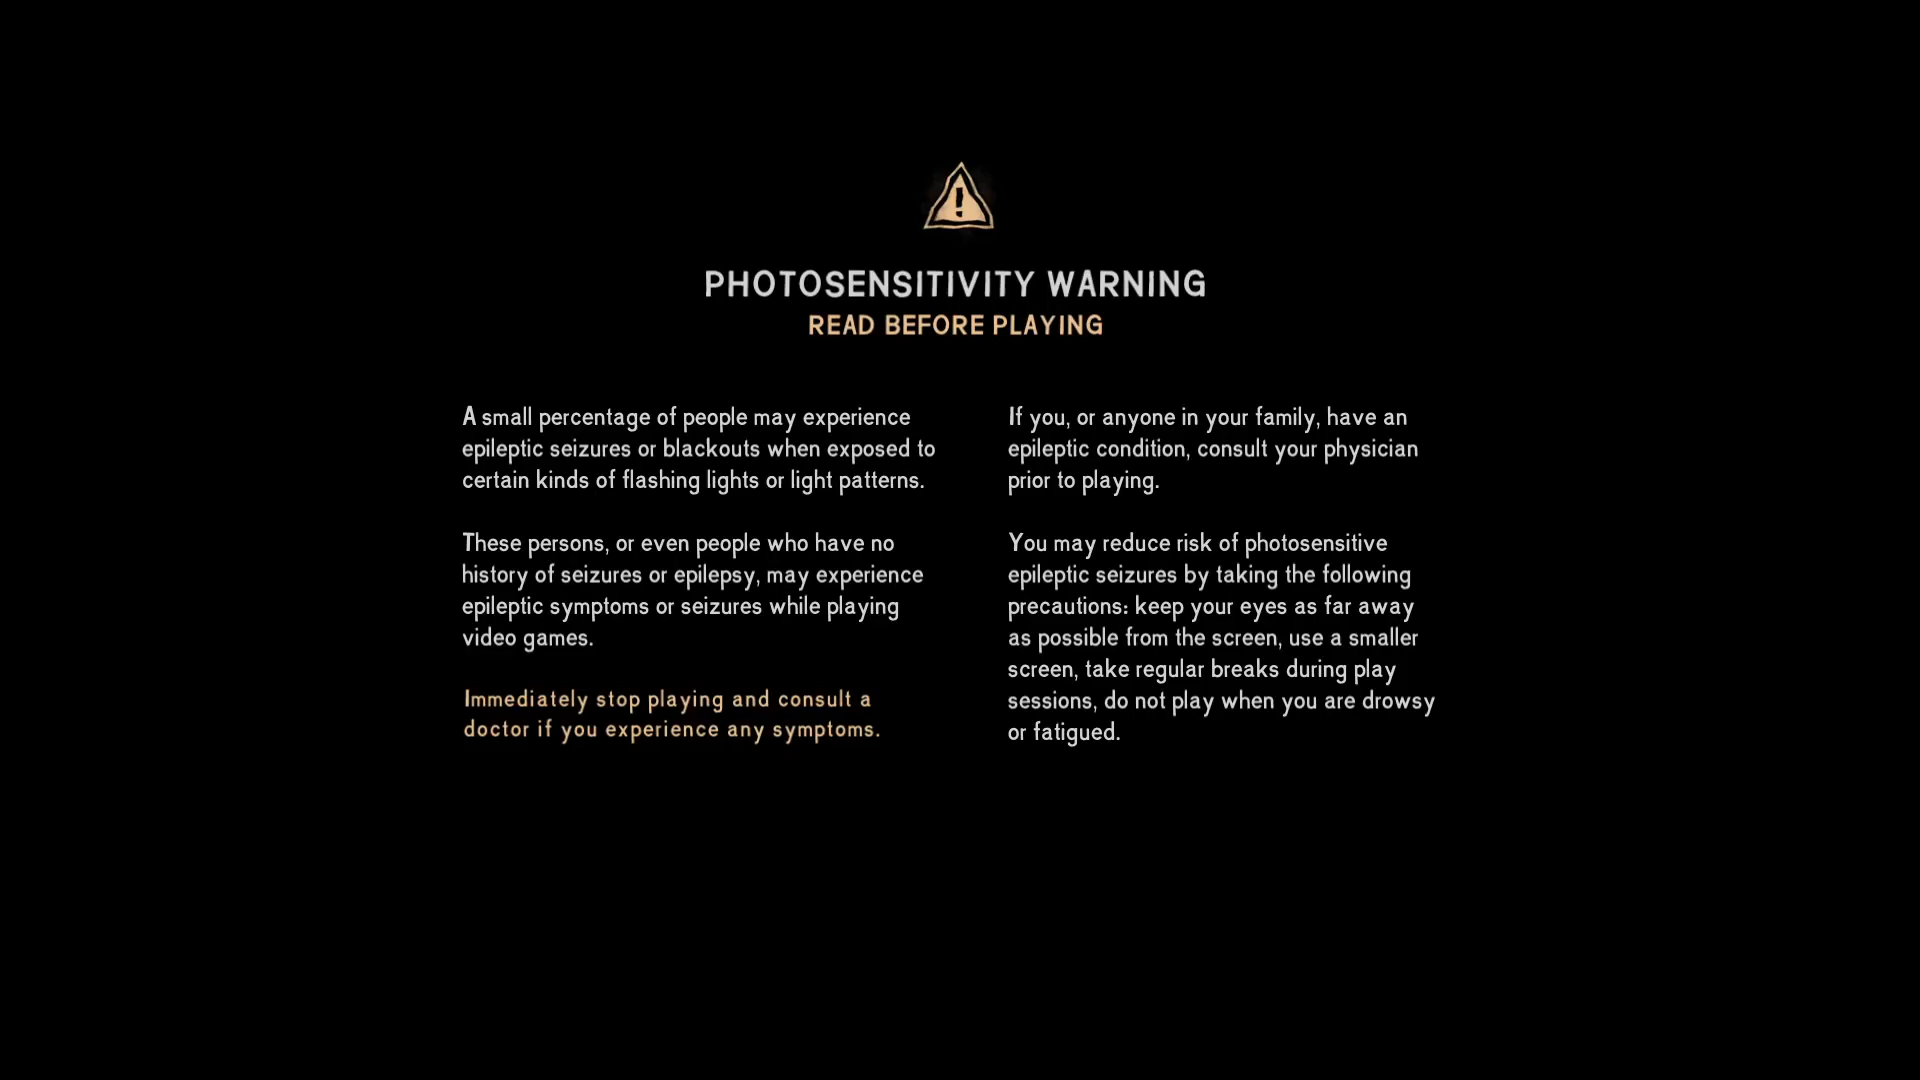 PHOTOSENSITIVITY WARNING
READ BEFORE PLAYING
A small percentage of people may experience
epileptic seizures or blackouts when exposed to
certain kinds of flashing lights or light patterns.
These persons, or even people who have no
history of seizures or epilepsy, may experience
epileptic symptoms or seizures while playing
video games.
Immediately stop playing and consult a
doctor if you experience any symptoms.
If you, or anyone in your family, have an
epileptic condition, consult your physician
prior to playing.
You may reduce risk of photosensitive
epileptic seizures by taking the following
precautions: keep your eyes as far away
as possible from the screen, use a smaller
screen, take regular breaks during play
sessions, do not play when you are drowsy
or fatigued.